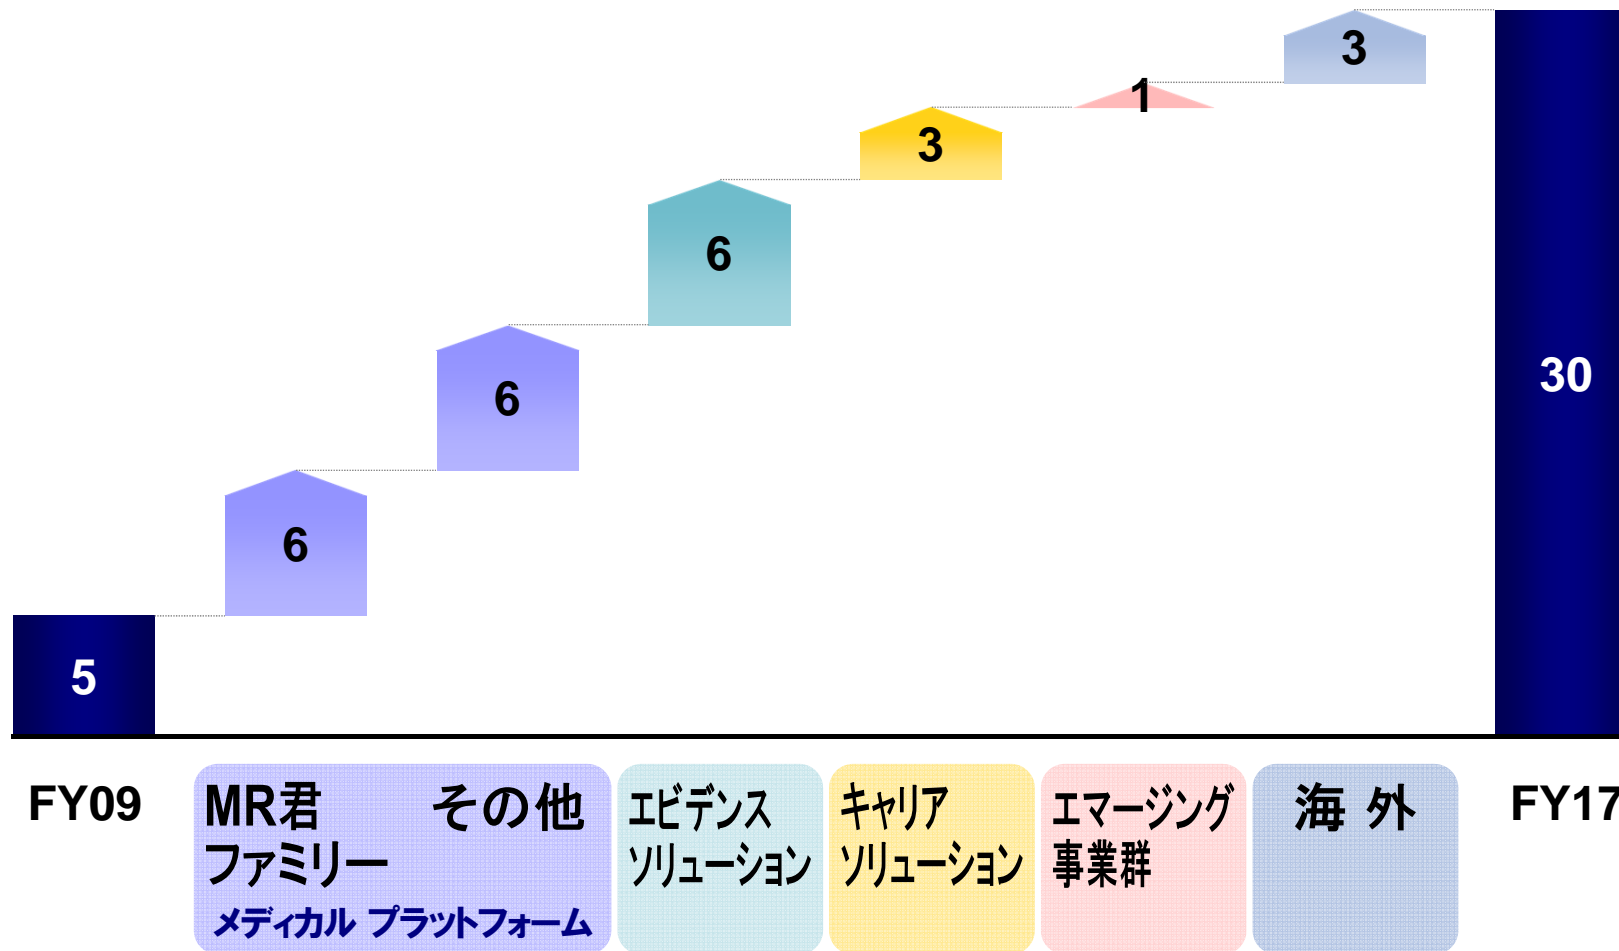 3
1
3
6
30
6
6
5
FY09
MR君 その他
ファミリー
メディカル プラットフォーム
エビデンス
ソリューション
キャリア
ソリューション
エマージング
事業群
海 外
FY17